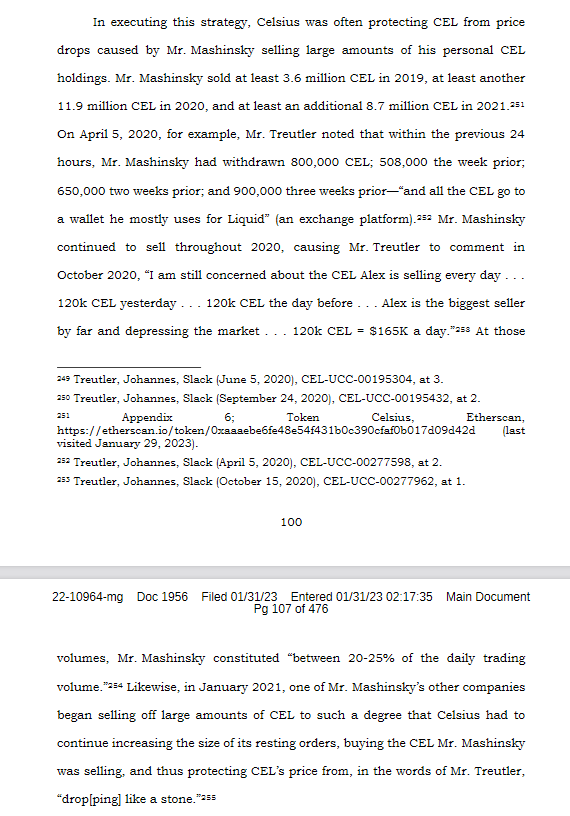 In executing this strategy, Celsius was often protecting CEL from price
drops caused by Mr. Mashinsky selling large amounts of his personal CEL
holdings. Mr. Mashinsky sold at least 3.6 million CEL in 2019, at least another
11.9 million CEL in 2020, and at least an additional 8.7 million CEL in 2021.251
On April 5, 2020, for example, Mr. Treutler noted that within the previous 24
hours, Mr. Mashinsky had withdrawn 800,000 CEL; 508,000 the week prior;
650,000 two weeks prior; and 900,000 three weeks prior—“and all the CEL go to
a wallet he mostly uses for Liquid” (an exchange platform).252 Mr. Mashinsky
continued to sell throughout 2020, causing Mr. Treutler to comment in
October 2020, “I am still concerned about the CEL Alex is selling every day . . .
120k CEL yesterday . . . 120k CEL the day before . . . Alex is the biggest seller
by far and depressing the market . . . 120k CEL = $165K a day.”253 At those
249 Treutler, Johannes, Slack (June 5, 2020), CEL-UCC-00195304, at 3.
250 Treutler, Johannes, Slack (September 24, 2020), CEL-UCC-00195432, at 2.
251 Appendix 6; Token Celsius, Etherscan,
https://etherscan.io/token/0xaaaebe6fe48e54f431b0c390cfaf0b017d09d42d (last
visited January 29, 2023).
252 Treutler, Johannes, Slack (April 5, 2020), CEL-UCC-00277598, at 2.
253 Treutler, Johannes, Slack (October 15, 2020), CEL-UCC-00277962, at 1.
100
22-10964-mg Doc 1956 Filed 01/31/23 Entered 01/31/23 02:17:35 Main Document
Pg 107 of 476
volumes, Mr. Mashinsky constituted “between 20-25% of the daily trading
volume.”254 Likewise, in January 2021, one of Mr. Mashinsky’s other companies
began selling off large amounts of CEL to such a degree that Celsius had to
continue increasing the size of its resting orders, buying the CEL Mr. Mashinsky
was selling, and thus protecting CEL’s price from, in the words of Mr. Treutler,
“drop[ping] like a stone.”255